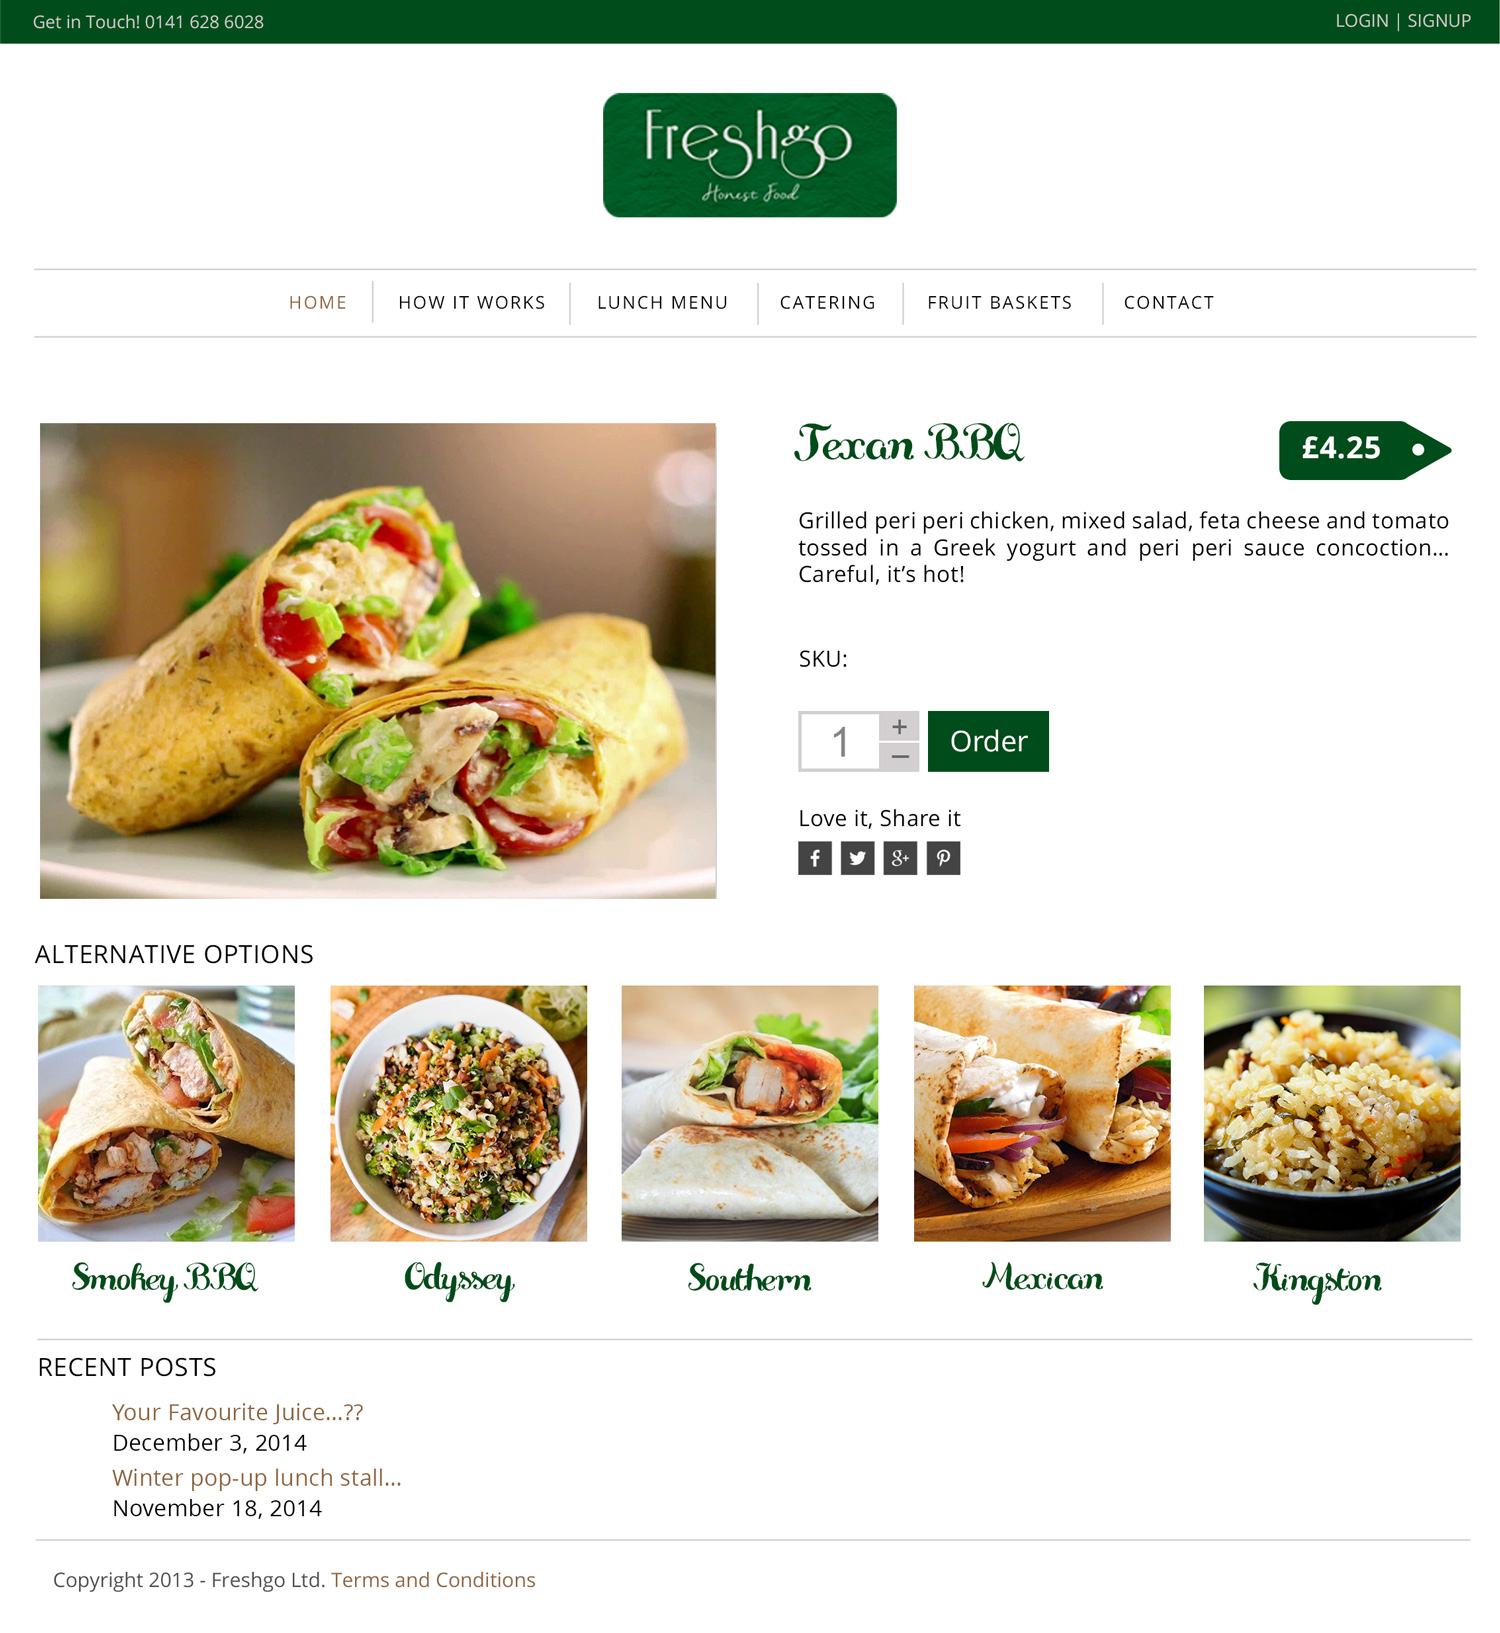 Get in Touch! 0141 628 6028
LOGIN | SIGNUP
Freshgo
Honest Food
HOME
HOW IT WORKS
LUNCH MENU
CATERING
FRUIT BASKETS
CONTACT
Texan BBQ
£4.25
Grilled peri peri chicken, mixed salad, feta cheese and tomato
tossed in a Greek yogurt and peri peri sauce concoction...
Careful, it’s hot!
SKU:
1
+
–
Order
Love it, Share it
f
g+
ALTERNATIVE OPTIONS
Smokey BBQ
Odyssey
Southern
Mexican
Kingston
RECENT POSTS
Your Favourite Juice...??
December 3, 2014
Winter pop-up lunch stall...
November 18, 2014
Copyright 2013 - Freshgo Ltd. Terms and Conditions